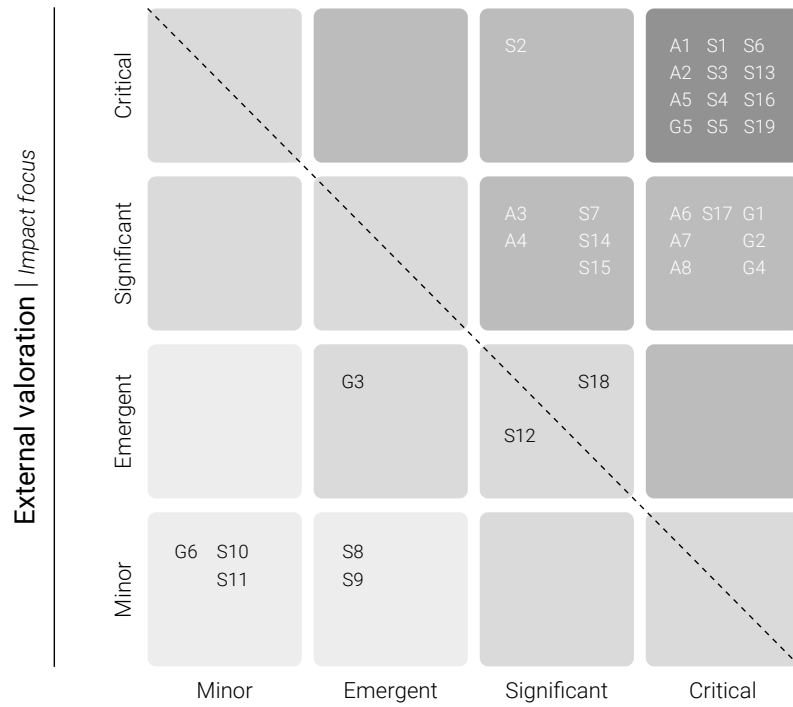 External valoration | Impact focus
Critical
S2
A1 S1 S6
A2 S3 S13
A5 S4 S16
G5 S5 S19
Significant
A3 S7
A4 S14
S15
A6 S17 G1
A7 G2
A8 G4
Emergent
G3
S18
S12
Minor
G6 S10
S11
S8
S9
Minor Emergent Significant Critical